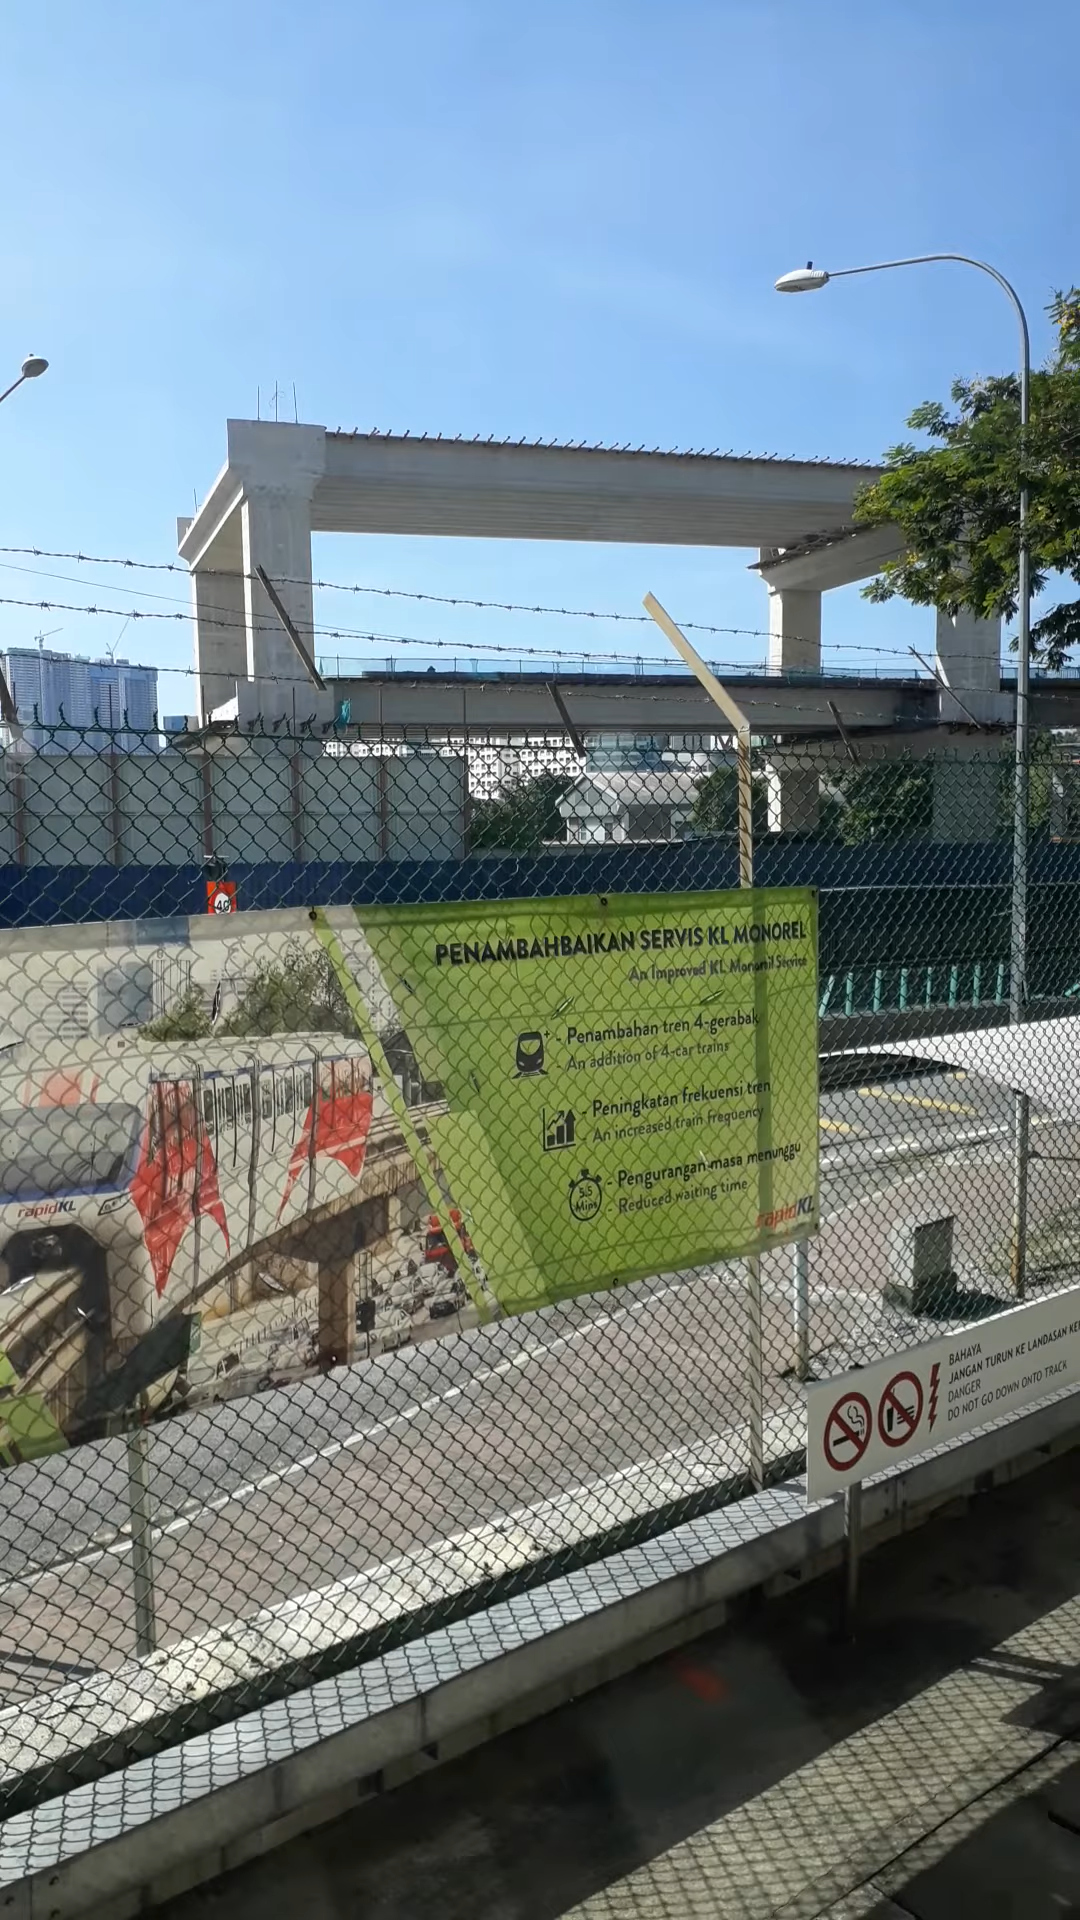 40
PENAMBAHBAIKAN SERVIS KL MONOREL
An Improved KL Monorail Service
- Penambahan tren 4-gerabak
- An addition of 4-car trains
- Peningkatan frekuensi tren
- An increased train frequency
5.5
Mins
- Pengurangan masa menunggu
- Reduced waiting time
rapidKL
rapidKL
BAHAYA
JANGAN TURUN KE LANDASAN
DANGER
DO NOT GO DOWN ONTO TRACK